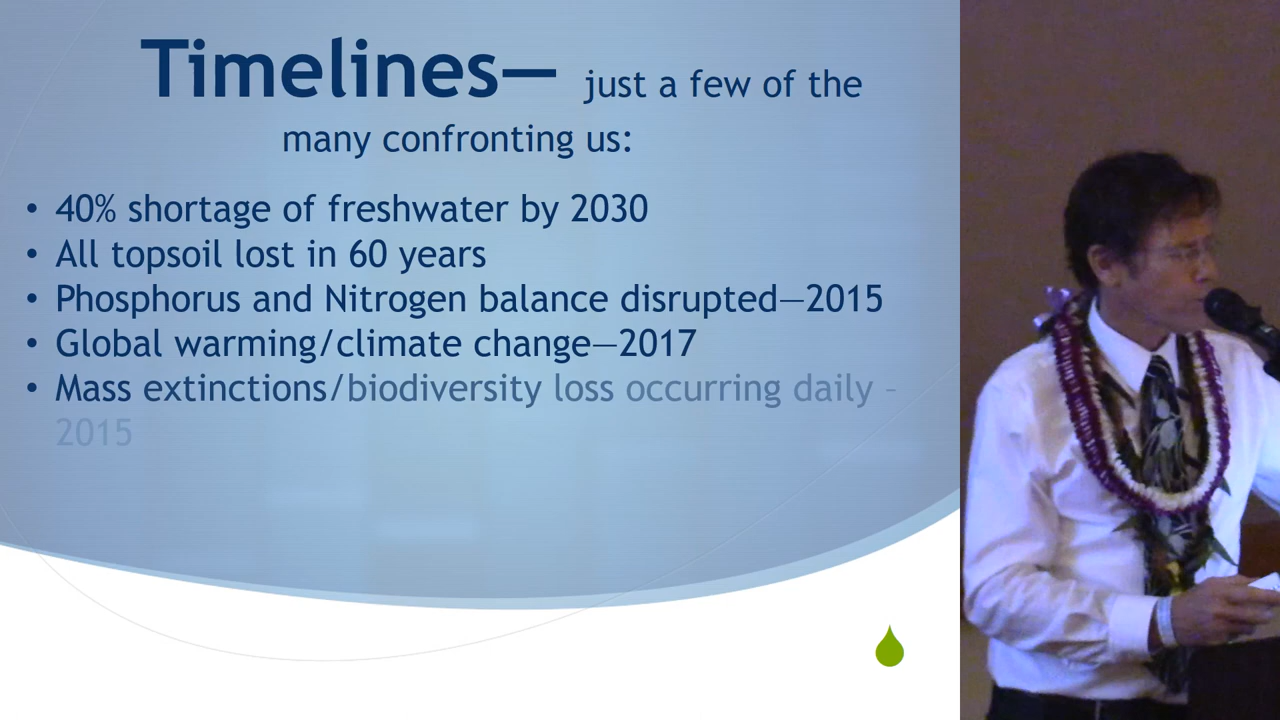 Timelines— just a few of the
many confronting us:
• 40% shortage of freshwater by 2030
• All topsoil lost in 60 years
• Phosphorus and Nitrogen balance disrupted—2015
• Global warming/climate change—2017
• Mass extinctions/biodiversity loss occurring daily –
2015